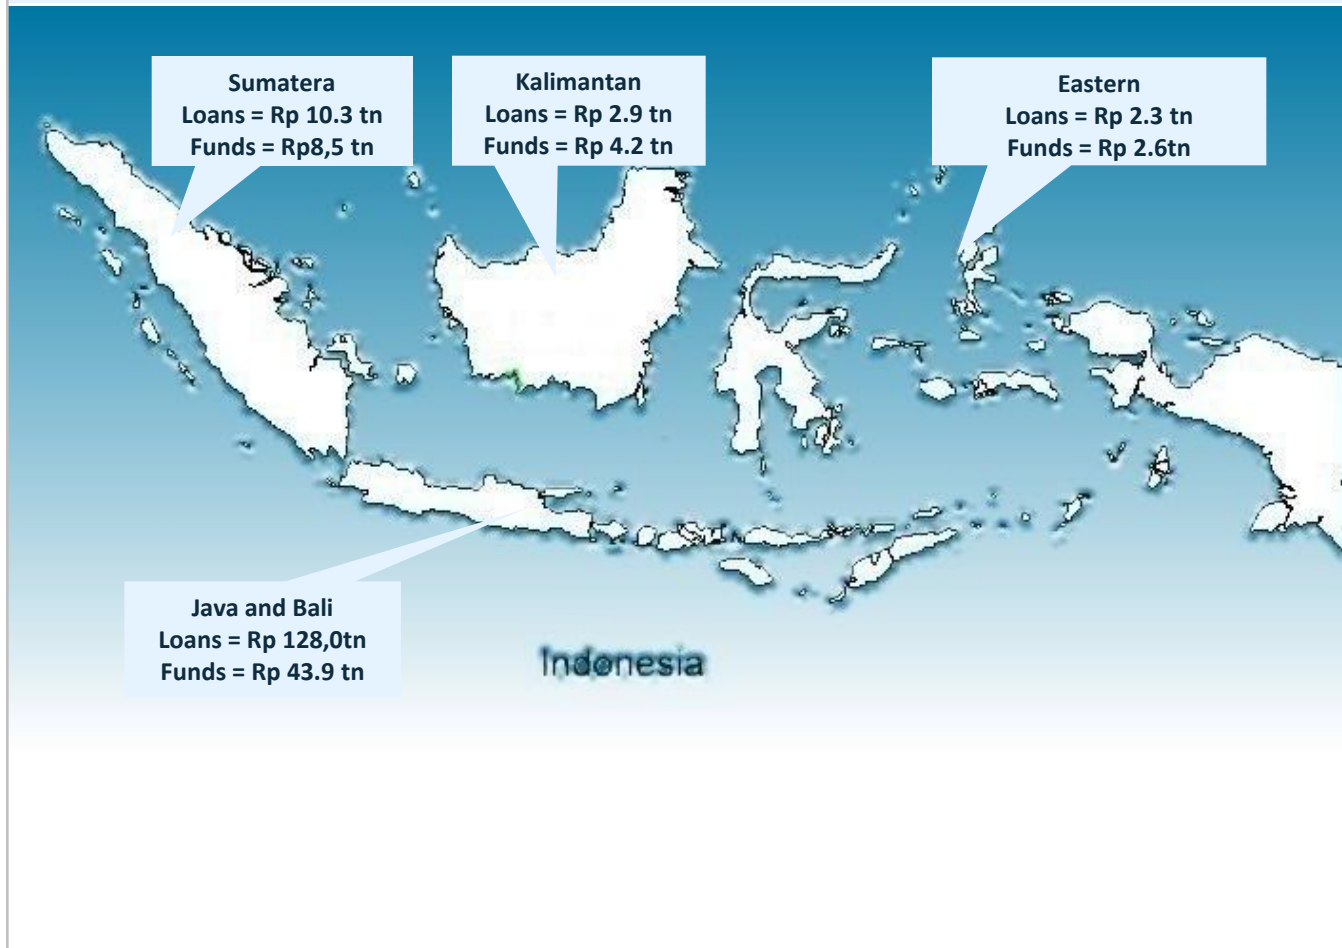 Sumatera
Loans = Rp 10.3 tn
Funds = Rp8,5 tn
Kalimantan
Loans = Rp 2.9 tn
Funds = Rp 4.2 tn
Eastern
Loans = Rp 2.3 tn
Funds = Rp 2.6tn
Java and Bali
Loans = Rp 128,0tn
Funds = Rp 43.9 tn
Indonesia